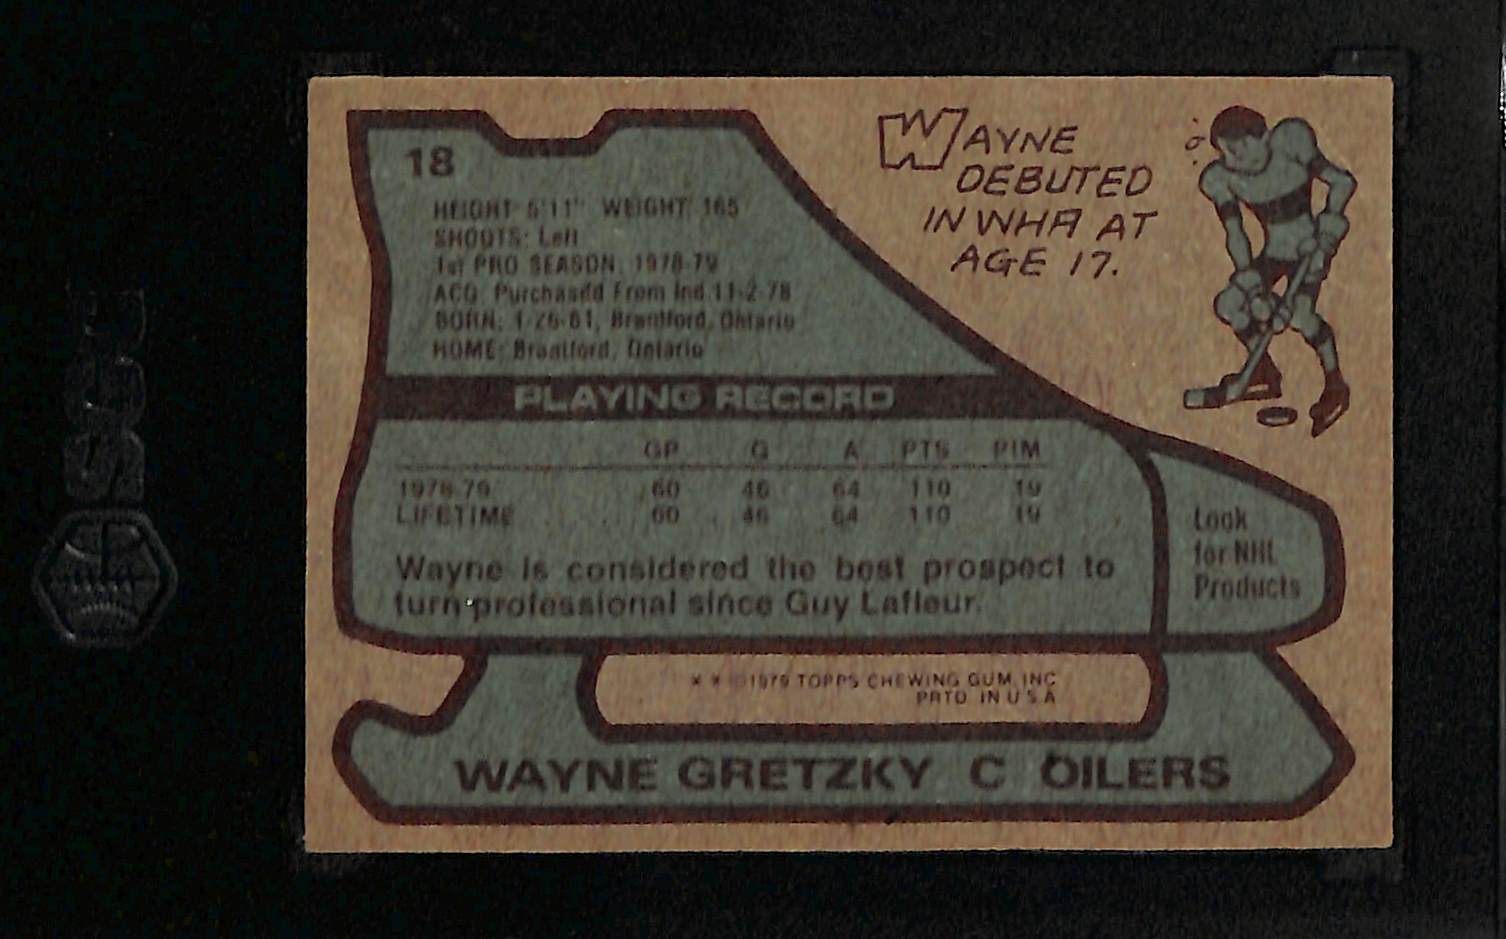 18
HEIGHT: 5'11" WEIGHT: 165
SHOOTS: Left
1st PRO SEASON: 1978-79
ACQ: Purchased From Ind. 11-2-78
BORN: 1-26-61, Brantford, Ontario
HOME: Brantford, Ontario
WAYNE
DEBUTED
IN WHA AT
AGE 17.
PLAYING RECORD
GP G A PTS PIM
1978-79 60 46 64 110 19
LIFETIME 60 46 64 110 19
Wayne is considered the best prospect to
turn professional since Guy Lafleur.
Look
for NHL
Products
* * ©1979 TOPPS CHEWING GUM, INC.
PRTD. IN U.S.A.
WAYNE GRETZKY C OILERS
SGC